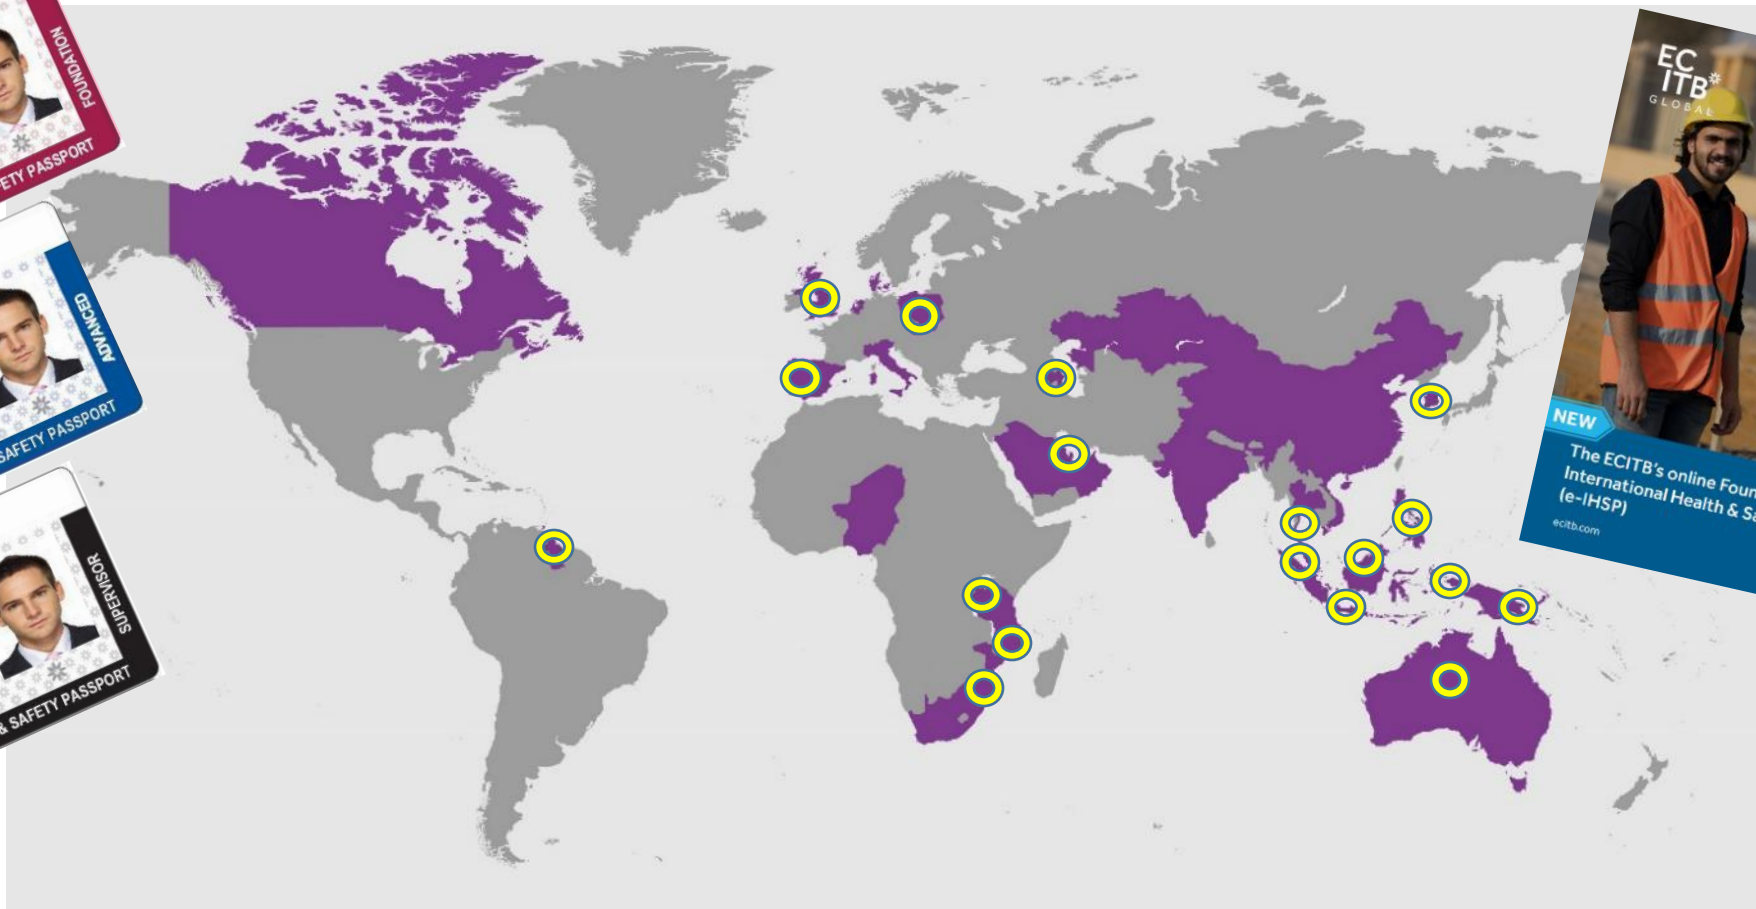 FOUNDATION
ETY PASSPORT
ADVANCED
SAFETY PASSPORT
SUPERVISOR
& SAFETY PASSPORT
EC
ITB
GLOBAL
NEW
The ECITB's online Foun
International Health & Sa
(e-IHSP)
ecitb.com